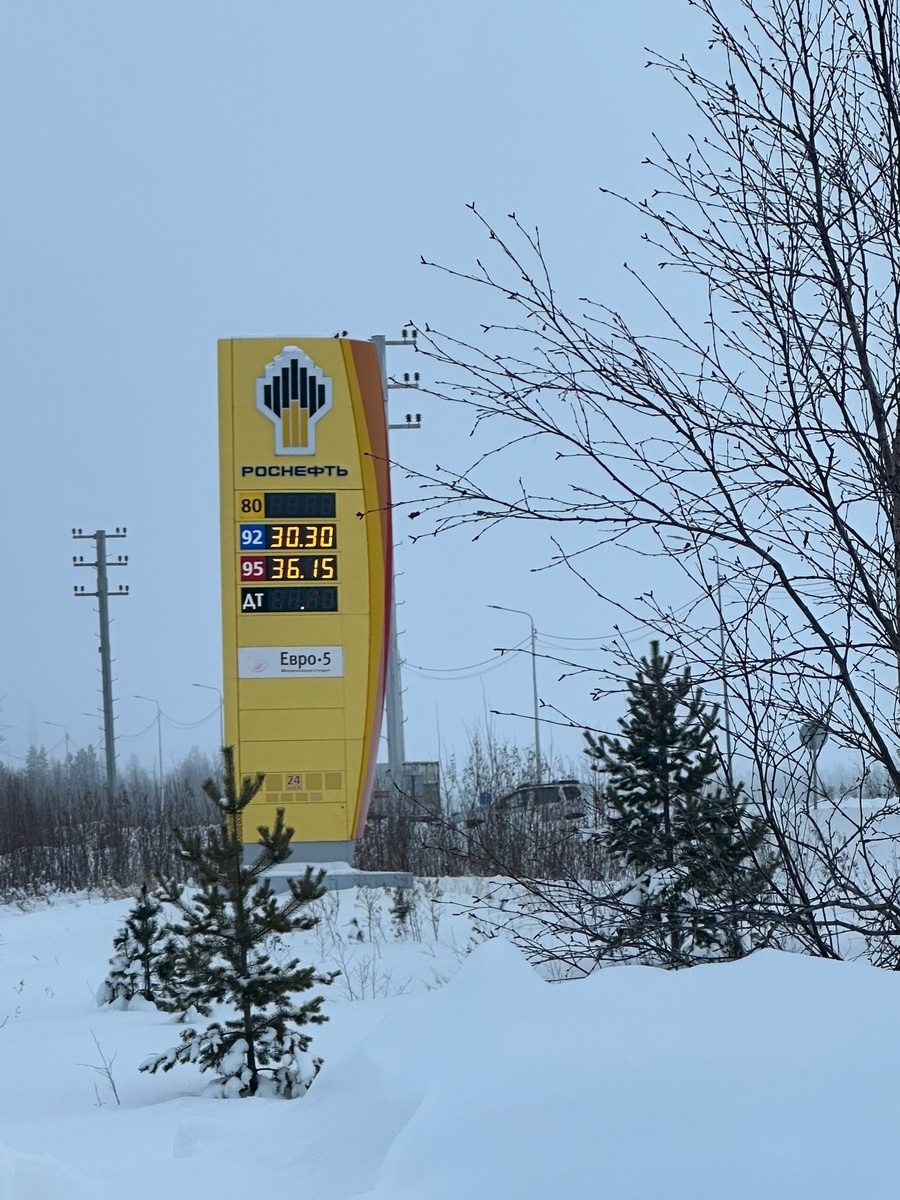 РОСНЕФТЬ
80
92 30.30
95 36.15
ДТ
Евро•5
24